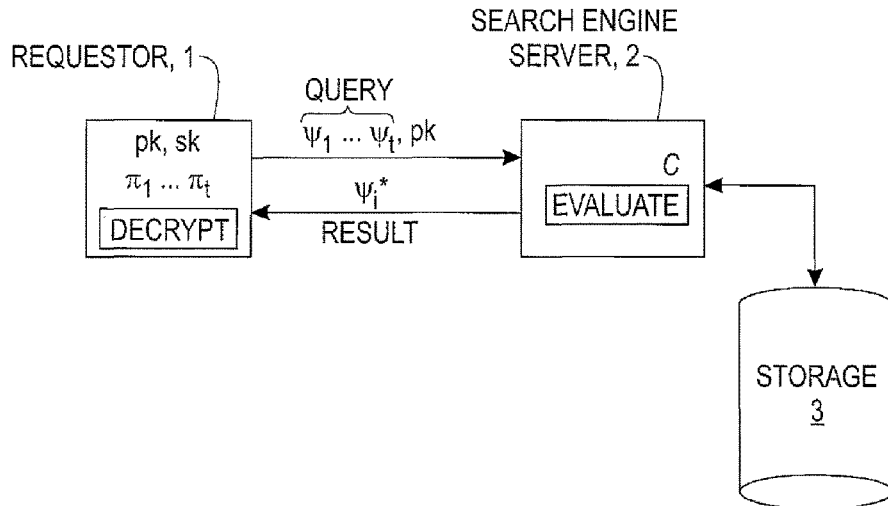 REQUESTOR, 1
SEARCH ENGINE
SERVER, 2
QUERY
pk, sk
π₁ ... πₜ
DECRYPT
ψ₁ ... ψₜ, pk
ψᵢ*
RESULT
C
EVALUATE
STORAGE
3